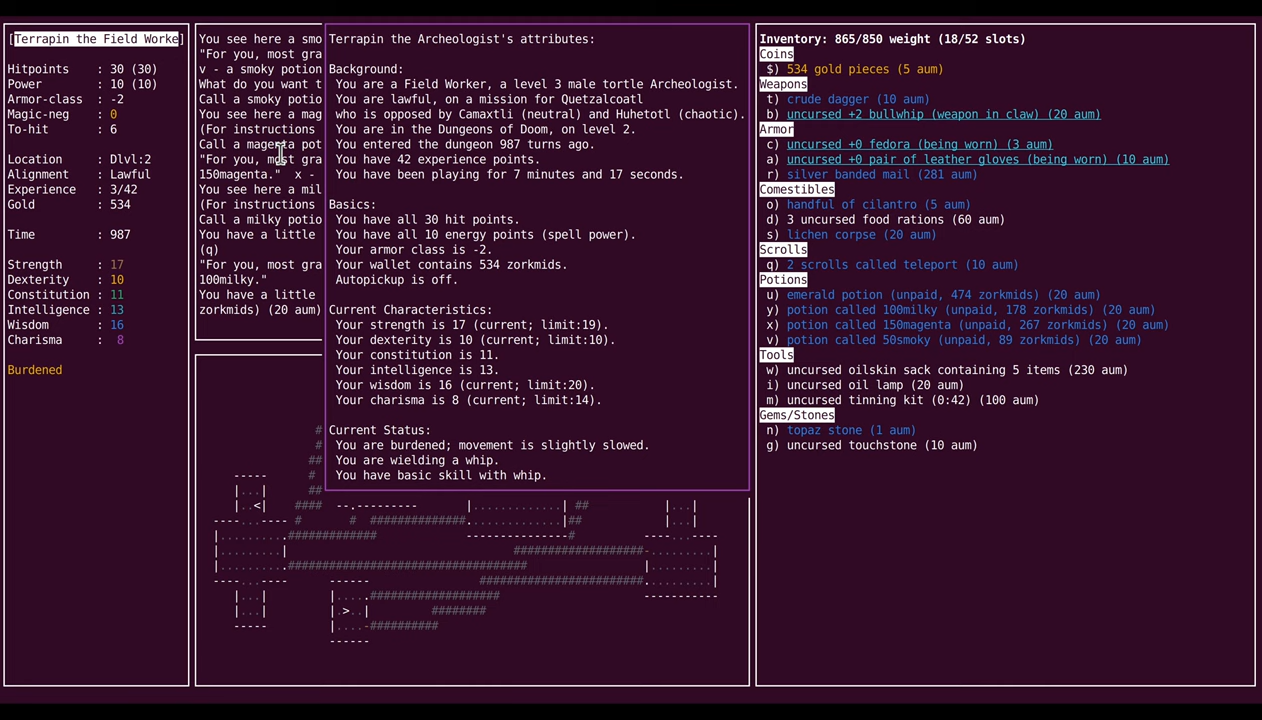 [Terrapin the Field Worke]
Hitpoints : 30 (30)
Power : 10 (10)
Armor-class : -2
Magic-neg : 0
To-hit : 6
Location : Dlvl:2
Alignment : Lawful
Experience : 3/42
Gold : 534
Time : 987
Strength : 17
Dexterity : 10
Constitution : 11
Intelligence : 13
Wisdom : 16
Charisma : 8
Burdened
You see here a smo
"For you, most gra
v - a smoky potion
What do you want t
Call a smoky potio
You see here a mag
(For instructions
Call a magenta pot
"For you, most gra
150magenta." x -
You see here a mil
(For instructions
Call a milky potio
You have a little
(q)
"For you, most gra
100milky."
You have a little
zorkmids) (20 aum)
Terrapin the Archeologist's attributes:
Background:
You are a Field Worker, a level 3 male tortle Archeologist.
You are lawful, on a mission for Quetzalcoatl
who is opposed by Camaxtli (neutral) and Huhetotl (chaotic).
You are in the Dungeons of Doom, on level 2.
You entered the dungeon 987 turns ago.
You have 42 experience points.
You have been playing for 7 minutes and 17 seconds.
Basics:
You have all 30 hit points.
You have all 10 energy points (spell power).
Your armor class is -2.
Your wallet contains 534 zorkmids.
Autopickup is off.
Current Characteristics:
Your strength is 17 (current; limit:19).
Your dexterity is 10 (current; limit:10).
Your constitution is 11.
Your intelligence is 13.
Your wisdom is 16 (current; limit:20).
Your charisma is 8 (current; limit:14).
Current Status:
You are burdened; movement is slightly slowed.
You are wielding a whip.
You have basic skill with whip.
Inventory: 865/850 weight (18/52 slots)
Coins
$) 534 gold pieces (5 aum)
Weapons
t) crude dagger (10 aum)
b) uncursed +2 bullwhip (weapon in claw) (20 aum)
Armor
c) uncursed +0 fedora (being worn) (3 aum)
a) uncursed +0 pair of leather gloves (being worn) (10 aum)
r) silver banded mail (281 aum)
Comestibles
o) handful of cilantro (5 aum)
d) 3 uncursed food rations (60 aum)
s) lichen corpse (20 aum)
Scrolls
q) 2 scrolls called teleport (10 aum)
Potions
u) emerald potion (unpaid, 474 zorkmids) (20 aum)
y) potion called 100milky (unpaid, 178 zorkmids) (20 aum)
x) potion called 150magenta (unpaid, 267 zorkmids) (20 aum)
v) potion called 50smoky (unpaid, 89 zorkmids) (20 aum)
Tools
w) uncursed oilskin sack containing 5 items (230 aum)
i) uncursed oil lamp (20 aum)
m) uncursed tinning kit (0:42) (100 aum)
Gems/Stones
n) topaz stone (1 aum)
g) uncursed touchstone (10 aum)